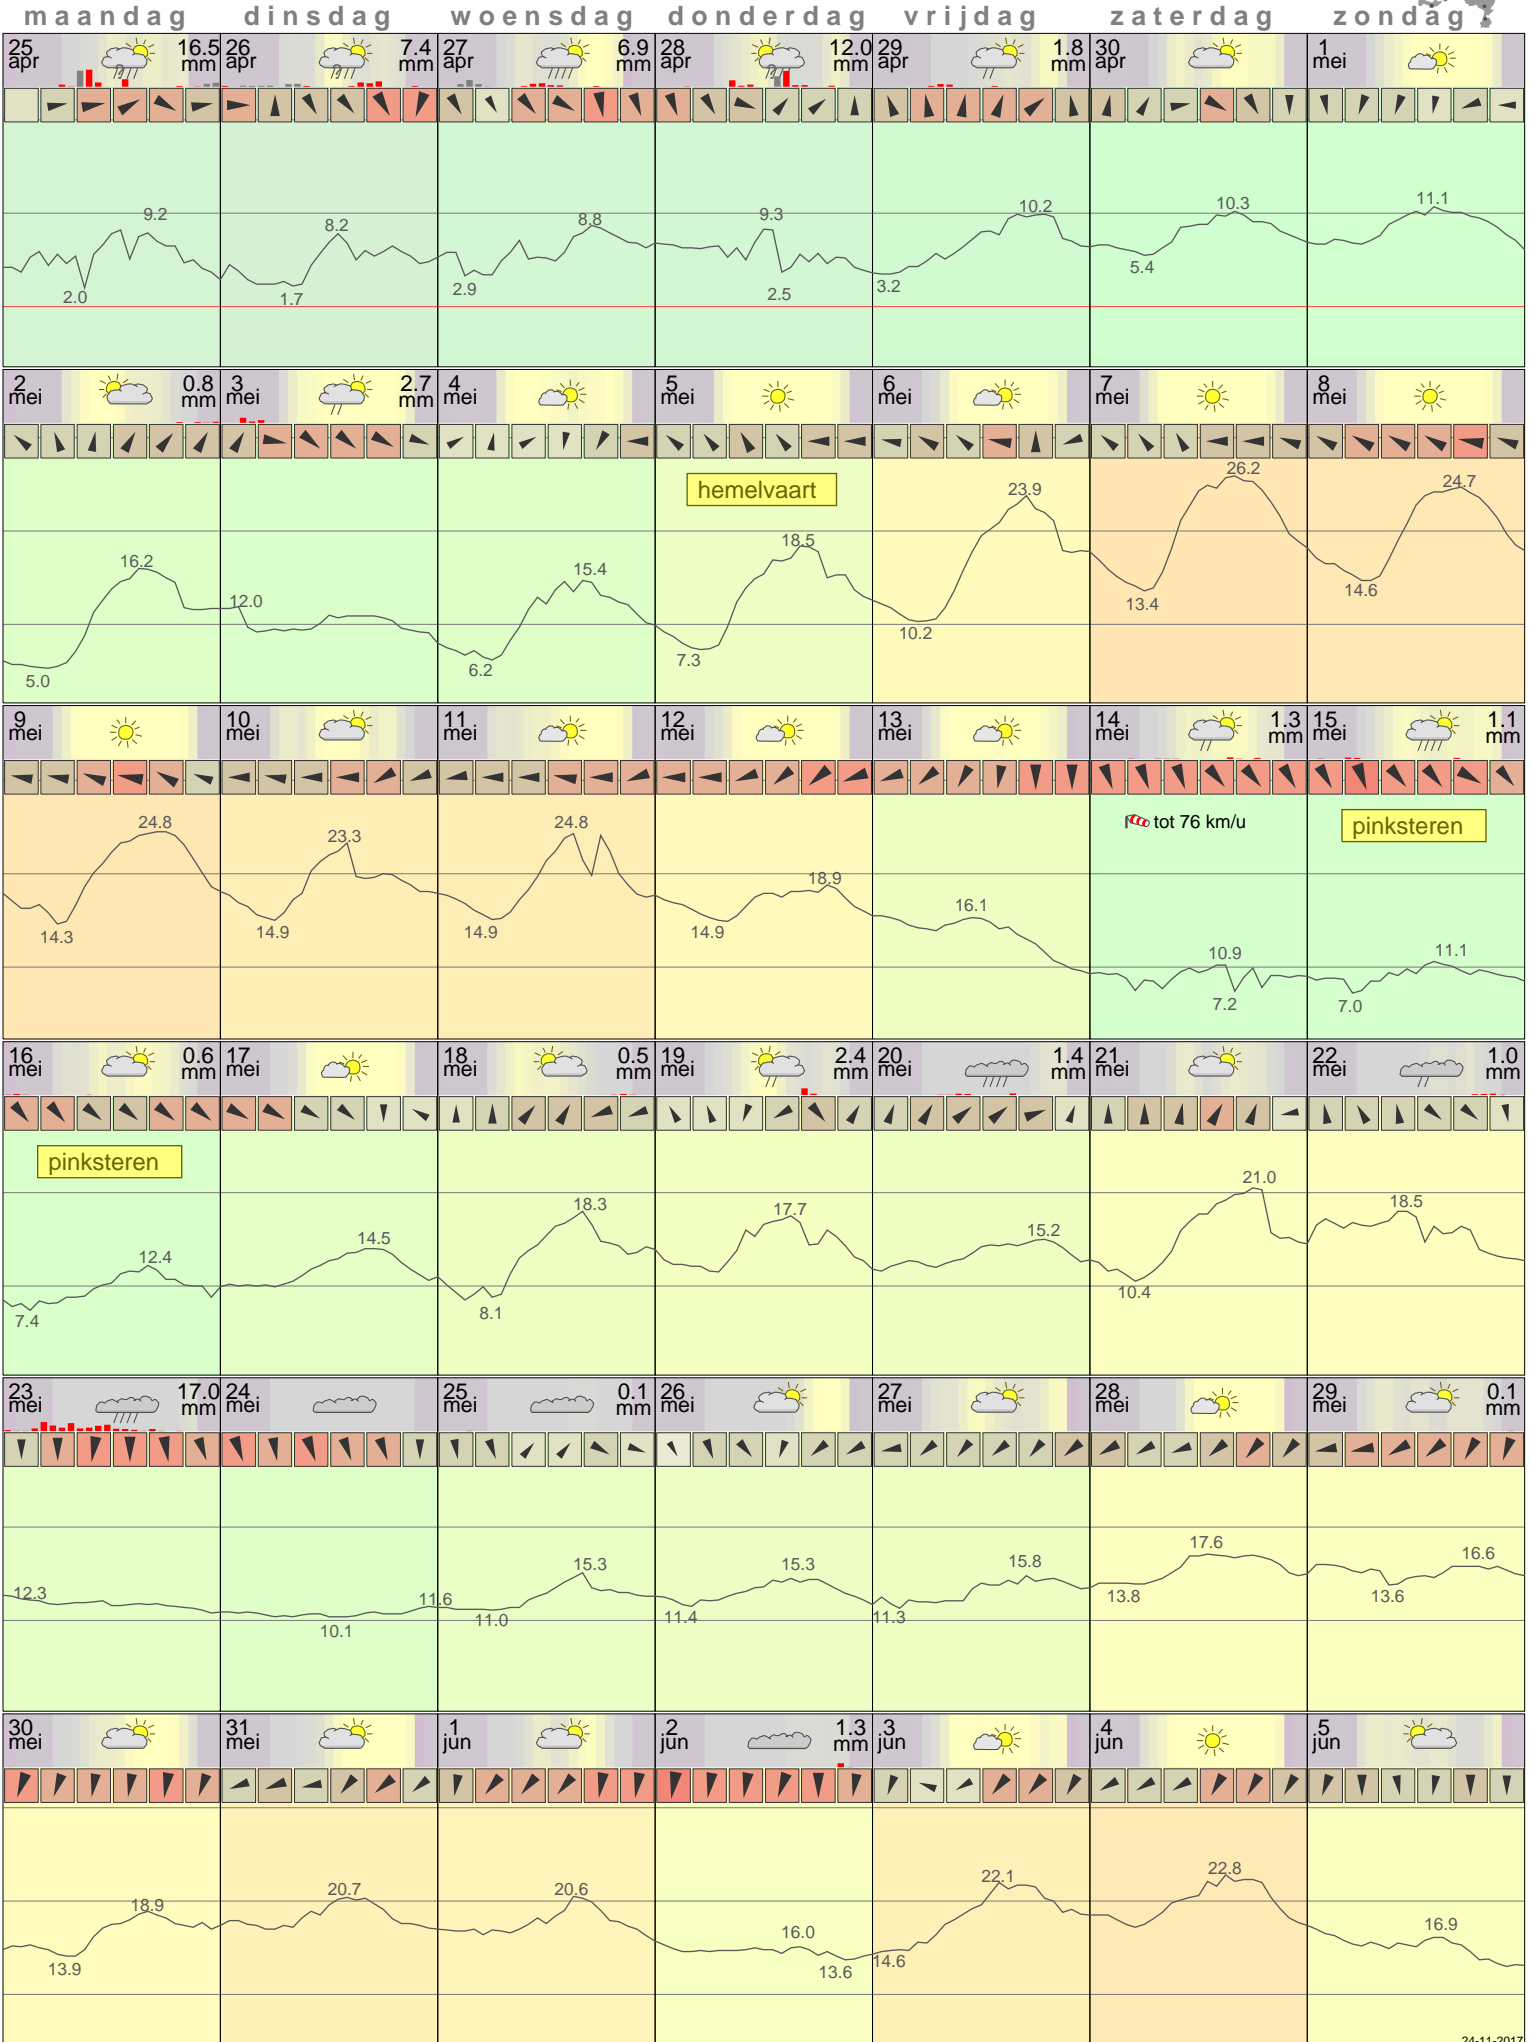 maandag dinsdag woensdag donderdag vrijdag zaterdag zondag
25 apr 16.5 mm 26 apr 7.4 mm 27 apr 6.9 mm 28 apr 12.0 mm 29 apr 1.8 mm 30 apr 1 mei
9.2 8.2 8.8 9.3 10.2 10.3 11.1
2.0 1.7 2.9 2.5 3.2 5.4
2 mei 0.8 mm 3 mei 2.7 mm 4 mei 5 mei 6 mei 7 mei 8 mei
hemelvaart
16.2 12.0 15.4 18.5 23.9 26.2 24.7
5.0 6.2 7.3 10.2 13.4 14.6
9 mei 10 mei 11 mei 12 mei 13 mei 14 mei 1.3 mm 15 mei 1.1 mm
tot 76 km/u pinksteren
24.8 23.3 24.8 18.9 16.1 10.9 11.1
14.3 14.9 14.9 14.9 7.2 7.0
16 mei 0.6 mm 17 mei 18 mei 0.5 mm 19 mei 2.4 mm 20 mei 1.4 mm 21 mei 22 mei 1.0 mm
pinksteren
12.4 14.5 18.3 17.7 15.2 21.0 18.5
7.4 8.1 10.4
23 mei 17.0 24 mei 25 mei 0.1 mm 26 mei 27 mei 28 mei 29 mei 0.1 mm
12.3 11.6 15.3 15.3 15.8 17.6 16.6
10.1 11.0 11.4 11.3 13.8 13.6
30 mei 31 mei 1 jun 2 jun 1.3 mm 3 jun 4 jun 5 jun
18.9 20.7 20.6 16.0 22.1 22.8 16.9
13.9 13.6 14.6
24-11-2017